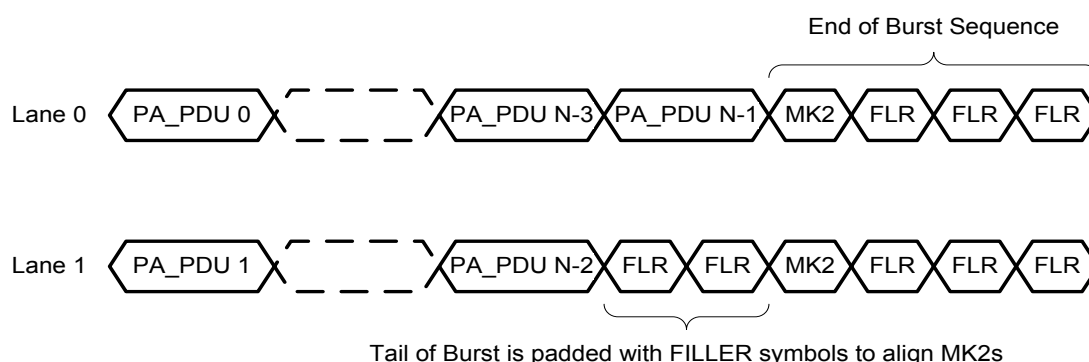 End of Burst Sequence
Lane 0 PA_PDU 0 PA_PDU N-3 PA_PDU N-1 MK2 FLR FLR FLR
Lane 1 PA_PDU 1 PA_PDU N-2 FLR FLR MK2 FLR FLR FLR
Tail of Burst is padded with FILLER symbols to align MK2s